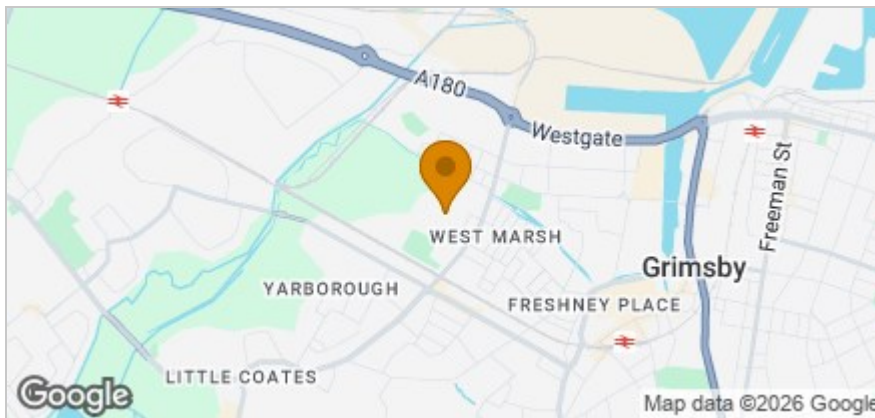 A180
Westgate
Freeman St
WEST MARSH
Grimsby
YARBOROUGH
FRESHNEY PLACE
LITTLE COATES
Google
Map data ©2026 Google